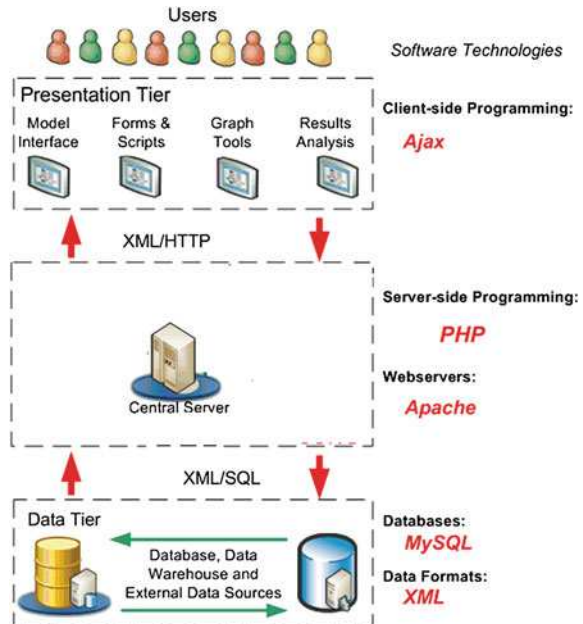 Users
Software Technologies
Presentation Tier
Model
Interface
Forms &
Scripts
Graph
Tools
Results
Analysis
Client-side Programming:
Ajax
XML/HTTP
Central Server
Server-side Programming:
PHP
Webservers:
Apache
XML/SQL
Data Tier
Database, Data
Warehouse and
External Data Sources
Databases:
MySQL
Data Formats:
XML